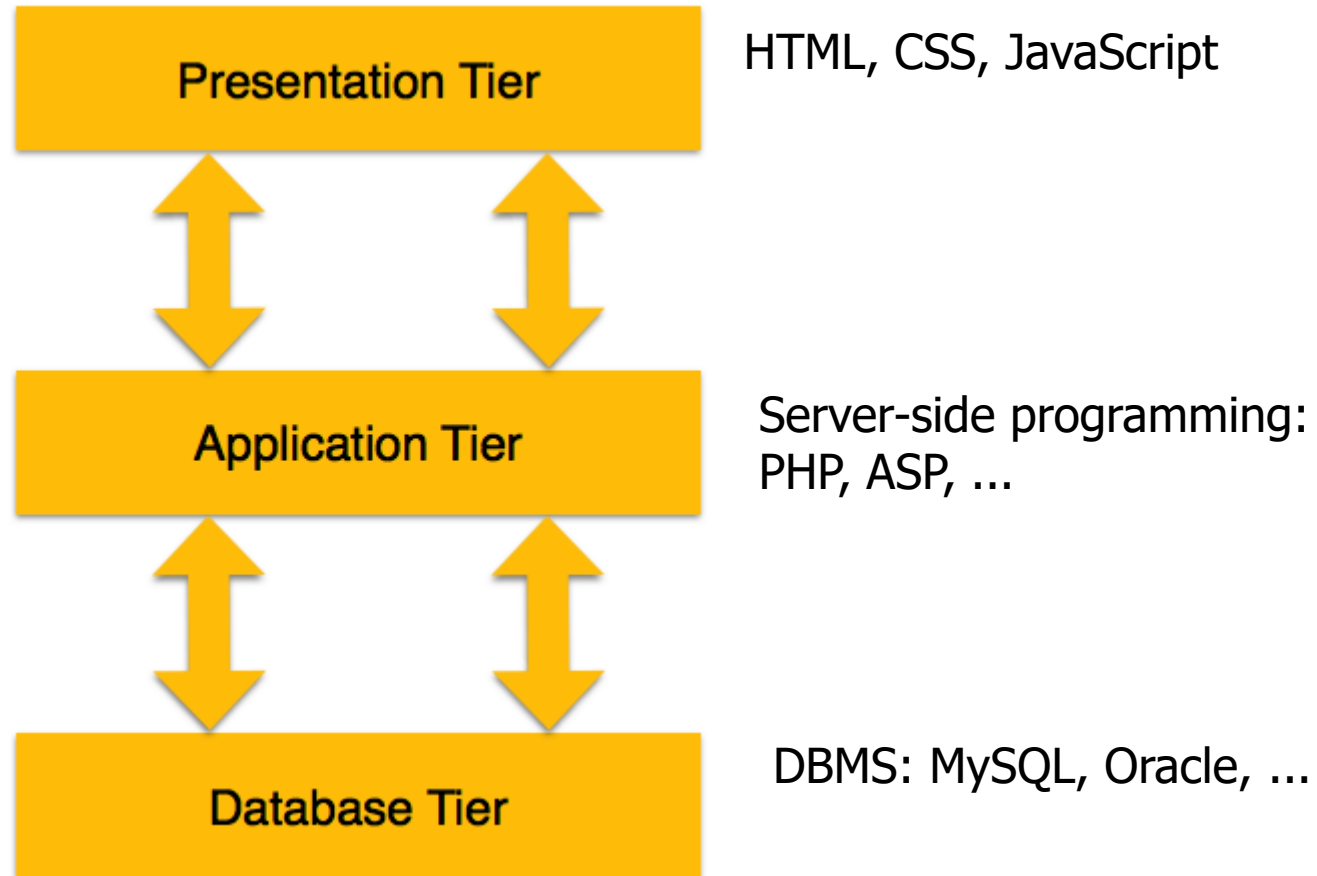 Presentation Tier
HTML, CSS, JavaScript
Application Tier
Server-side programming:
PHP, ASP, ...
Database Tier
DBMS: MySQL, Oracle, ...